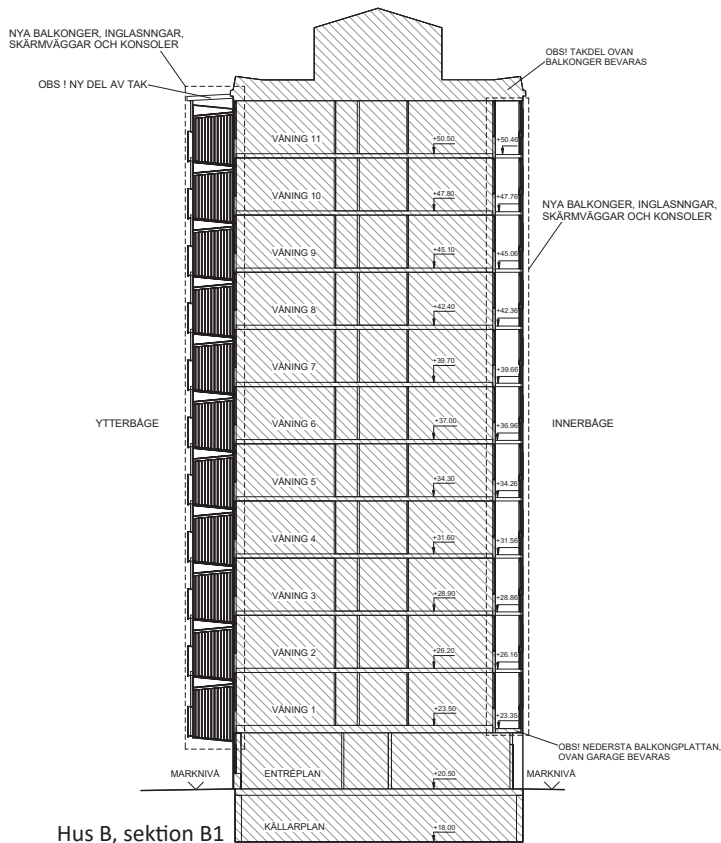 NYA BALKONGER, INGLASNNGAR,
SKÄRMVÄGGAR OCH KONSOLER
OBS! TAKDEL OVAN
BALKONGER BEVARAS
OBS ! NY DEL AV TAK
VÅNING 11
+50.50
+50.46
VÅNING 10
+47.80
+47.76
NYA BALKONGER, INGLASNNGAR,
SKÄRMVÄGGAR OCH KONSOLER
VÅNING 9
+45.10
+45.06
VÅNING 8
+42.40
+42.36
VÅNING 7
+39.70
+39.66
YTTERBÅGE
VÅNING 6
+37.00
+36.96
INNERBÅGE
VÅNING 5
+34.30
+34.26
VÅNING 4
+31.60
+31.56
VÅNING 3
+28.90
+28.86
VÅNING 2
+26.20
+26.16
VÅNING 1
+23.50
+23.35
OBS! NEDERSTA BALKONGPLATTAN,
OVAN GARAGE BEVARAS
MARKNIVÅ
ENTRÉPLAN
+20.50
MARKNIVÅ
KÄLLARPLAN
+18.00
Hus B, sektion B1